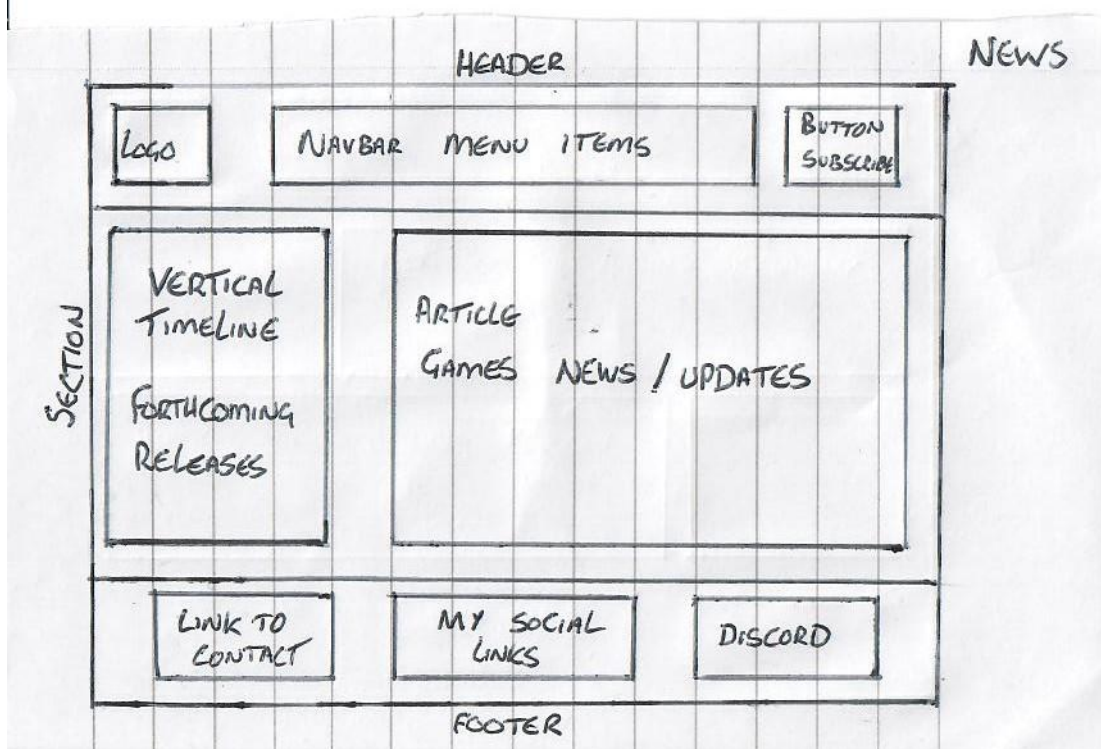 NEWS
HEADER
LOGO
NAVBAR MENU ITEMS
BUTTON
SUBSCRIBE
SECTION
VERTICAL
TIMELINE
FORTHCOMING
RELEASES
ARTICLE
GAMES NEWS / UPDATES
LINK TO
CONTACT
MY SOCIAL
LINKS
DISCORD
FOOTER